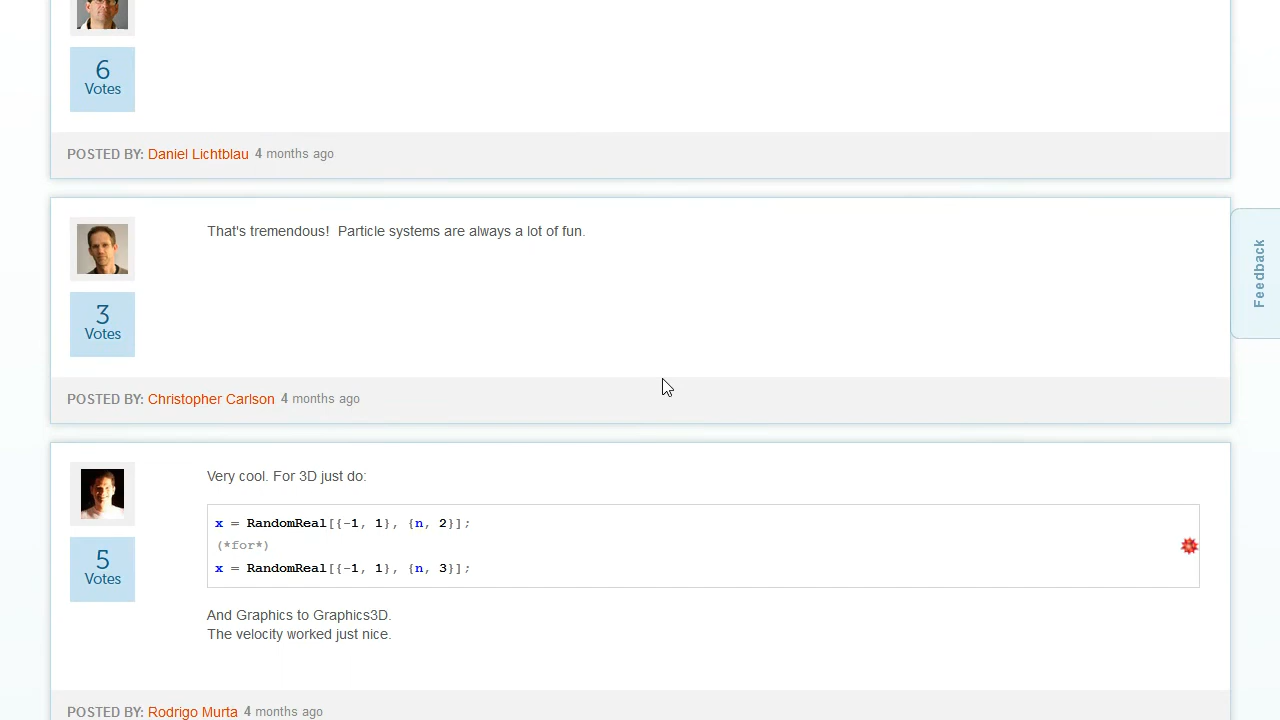 6
Votes
POSTED BY: Daniel Lichtblau 4 months ago
That's tremendous!  Particle systems are always a lot of fun.
Feedback
3
Votes
POSTED BY: Christopher Carlson 4 months ago
Very cool. For 3D just do:
x = RandomReal[{-1, 1}, {n, 2}];
(*for*)
x = RandomReal[{-1, 1}, {n, 3}];
5
Votes
And Graphics to Graphics3D.
The velocity worked just nice.
POSTED BY: Rodrigo Murta 4 months ago